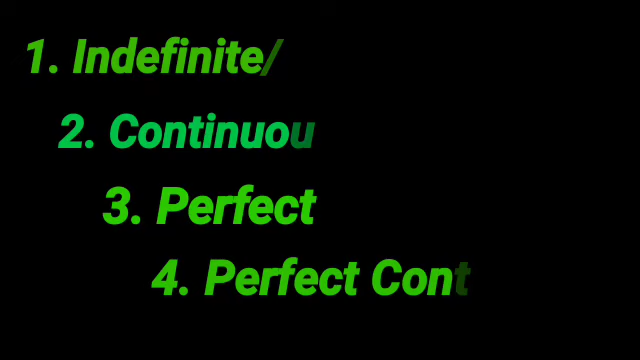 1. Indefinite/
2. Continuou
3. Perfect
4. Perfect Cont